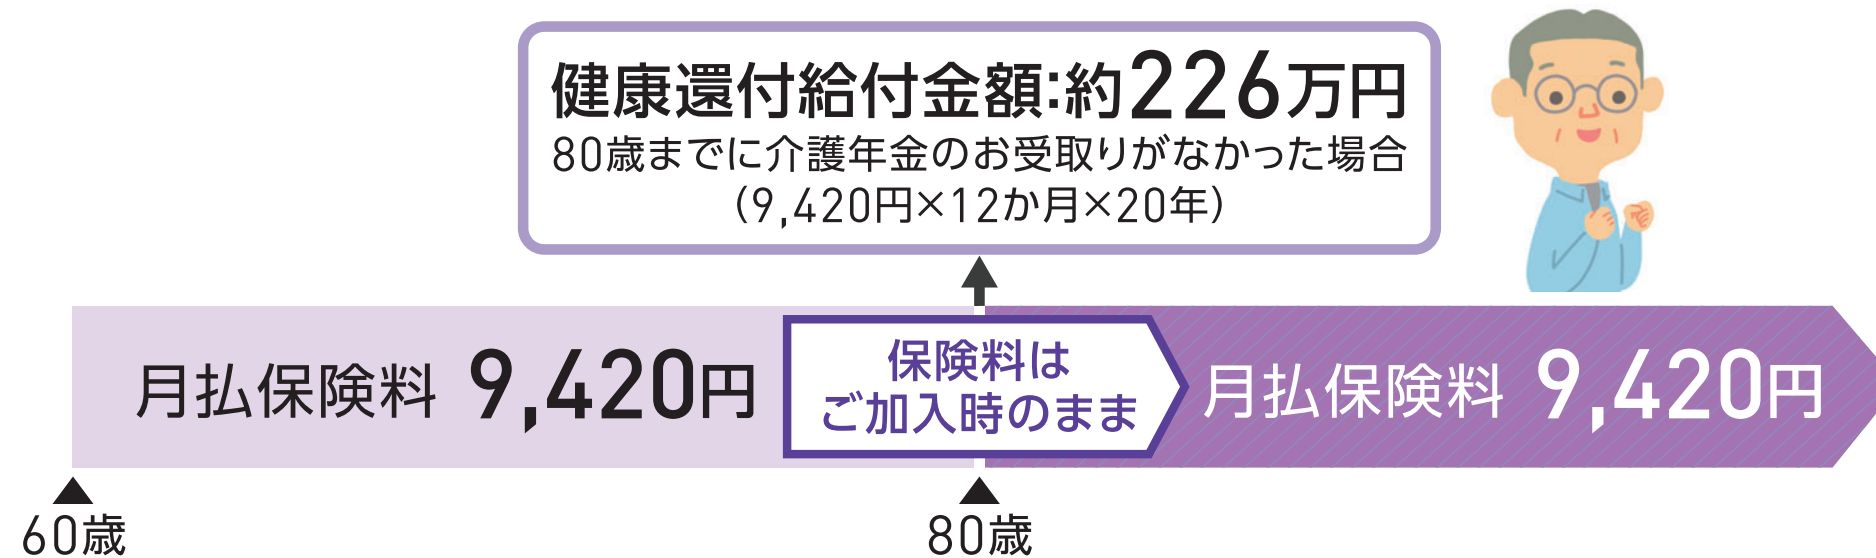 健康還付給付金額:約226万円
80歳までに介護年金のお受取りがなかった場合
(9,420円×12か月×20年)
月払保険料 9,420円
保険料は
ご加入時のまま
月払保険料 9,420円
60歳
80歳